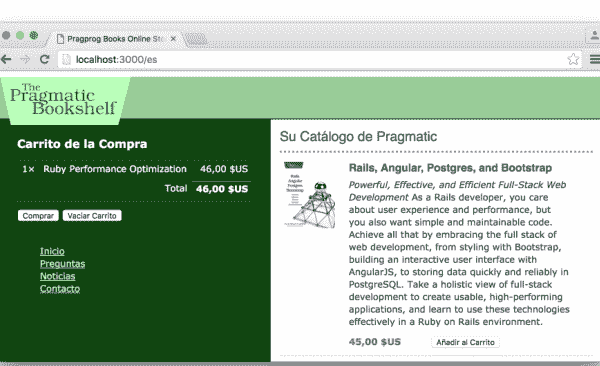 Pragprog Books Online Sto
localhost:3000/es
The
Pragmatic
Bookshelf
Carrito de la Compra
1× Ruby Performance Optimization 46,00 $US
Total 46,00 $US
Comprar Vaciar Carrito
Inicio
Preguntas
Noticias
Contacto
Su Catálogo de Pragmatic
Rails, Angular, Postgres, and Bootstrap
Powerful, Effective, and Efficient Full-Stack Web
Development As a Rails developer, you care
about user experience and performance, but
you also want simple and maintainable code.
Achieve all that by embracing the full stack of
web development, from styling with Bootstrap,
building an interactive user interface with
AngularJS, to storing data quickly and reliably in
PostgreSQL. Take a holistic view of full-stack
development to create usable, high-performing
applications, and learn to use these technologies
effectively in a Ruby on Rails environment.
45,00 $US Añadir al Carrito